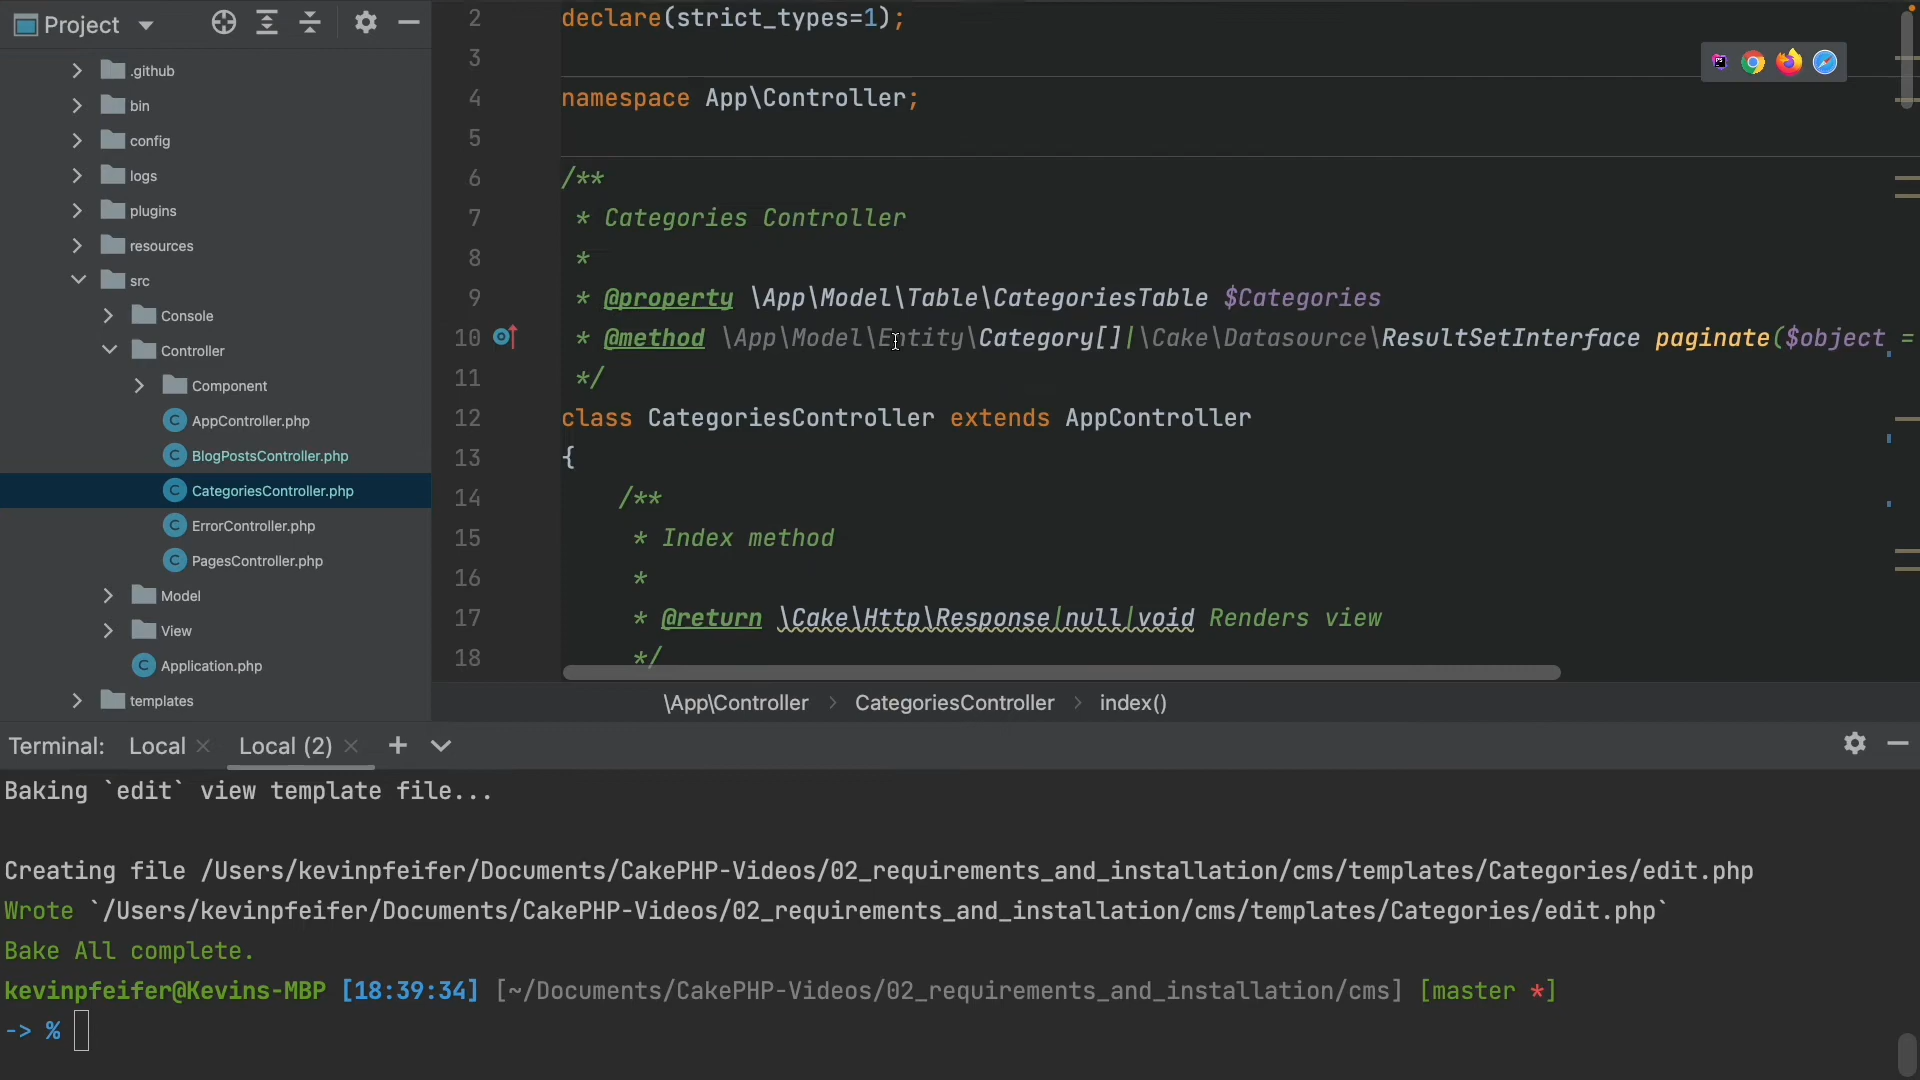 Project
.github
bin
config
logs
plugins
resources
src
Console
Controller
Component
AppController.php
BlogPostsController.php
CategoriesController.php
ErrorController.php
PagesController.php
Model
View
Application.php
templates
2 declare(strict_types=1);
3
4 namespace App\Controller;
5
6 /**
7 * Categories Controller
8 *
9 * @property \App\Model\Table\CategoriesTable $Categories
10 * @method \App\Model\Entity\Category[]|\Cake\Datasource\ResultSetInterface paginate($object =
11 */
12 class CategoriesController extends AppController
13 {
14 /**
15 * Index method
16 *
17 * @return \Cake\Http\Response|null|void Renders view
18 */
\App\Controller > CategoriesController > index()
Terminal: Local × Local (2) × +
Baking `edit` view template file...
Creating file /Users/kevinpfeifer/Documents/CakePHP-Videos/02_requirements_and_installation/cms/templates/Categories/edit.php
Wrote `/Users/kevinpfeifer/Documents/CakePHP-Videos/02_requirements_and_installation/cms/templates/Categories/edit.php`
Bake All complete.
kevinpfeifer@Kevins-MBP [18:39:34] [~/Documents/CakePHP-Videos/02_requirements_and_installation/cms] [master *]
-> %